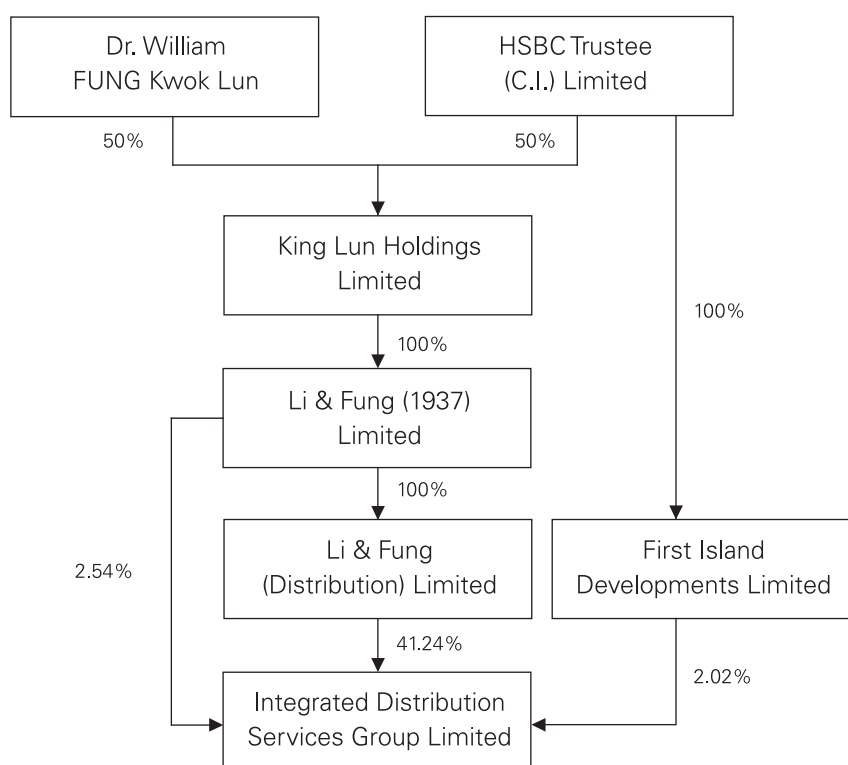 Dr. William
FUNG Kwok Lun
HSBC Trustee
(C.I.) Limited
50%
50%
King Lun Holdings
Limited
100%
100%
Li & Fung (1937)
Limited
100%
Li & Fung
(Distribution) Limited
First Island
Developments Limited
2.54%
41.24%
2.02%
Integrated Distribution
Services Group Limited